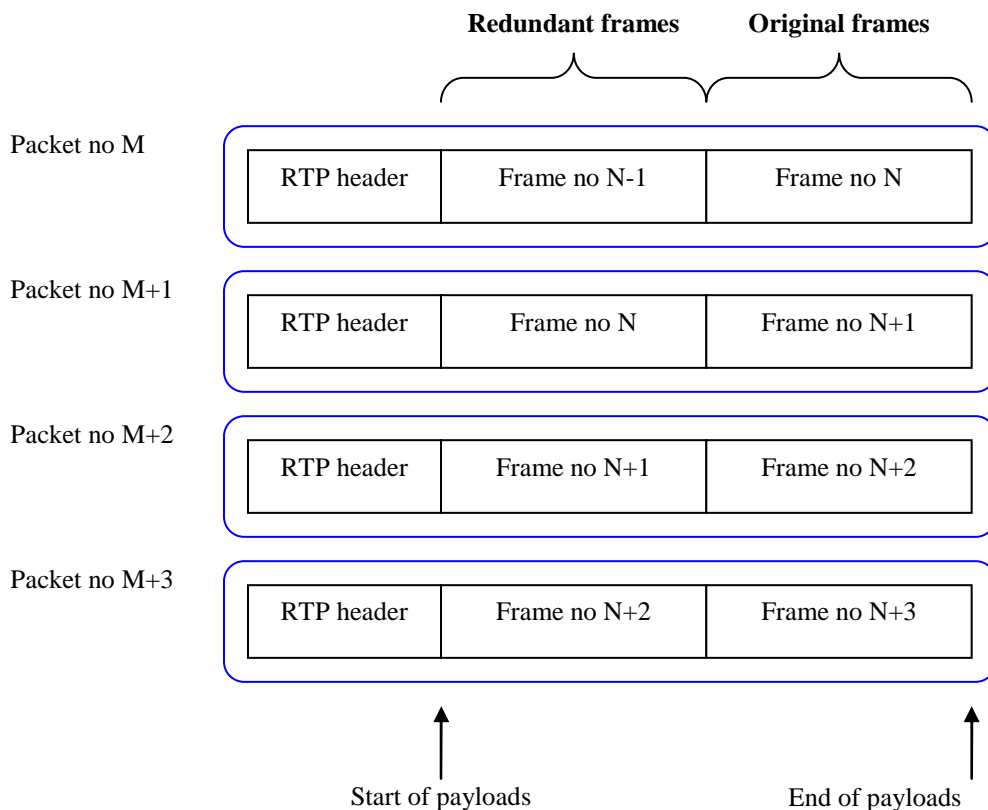 Redundant frames Original frames
Packet no M
RTP header Frame no N-1 Frame no N
Packet no M+1
RTP header Frame no N Frame no N+1
Packet no M+2
RTP header Frame no N+1 Frame no N+2
Packet no M+3
RTP header Frame no N+2 Frame no N+3
Start of payloads End of payloads